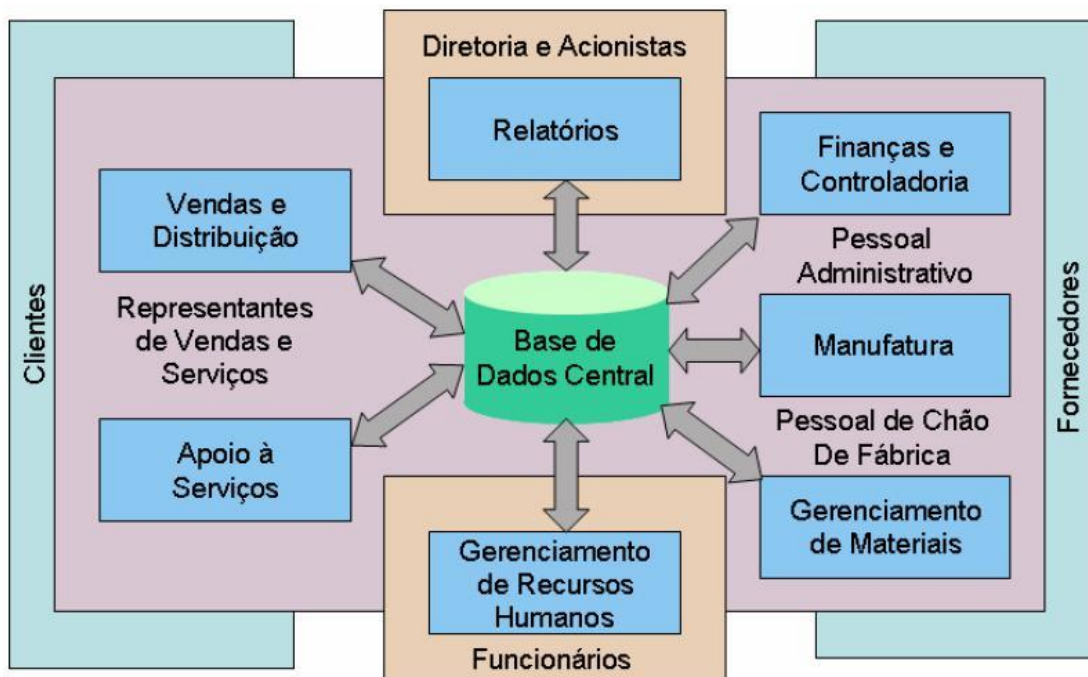 Diretoria e Acionistas
Relatórios
Finanças e
Controladoria
Vendas e
Distribuição
Pessoal
Administrativo
Clientes
Representantes
de Vendas e
Serviços
Base de
Dados Central
Manufatura
Fornecedores
Pessoal de Chão
De Fábrica
Apoio à
Serviços
Gerenciamento
de Materiais
Gerenciamento
de Recursos
Humanos
Funcionários